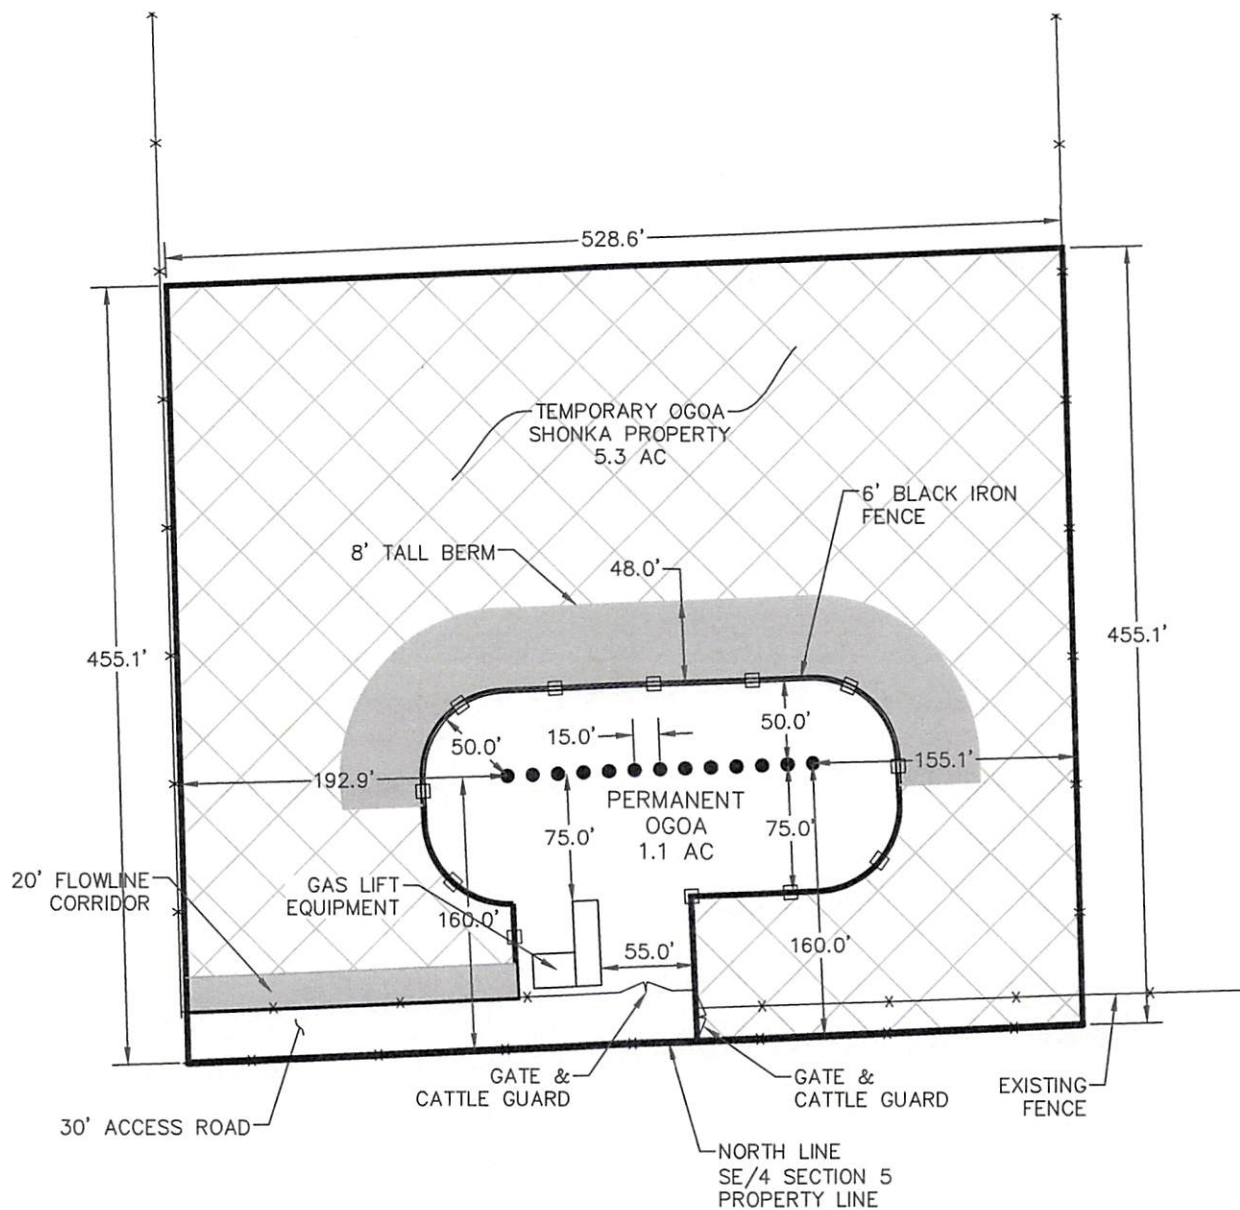 528.6'
TEMPORARY OGOA
SHONKA PROPERTY
5.3 AC
6' BLACK IRON
FENCE
8' TALL BERM
48.0'
455.1'
455.1'
50.0'
15.0'
50.0'
192.9'
155.1'
PERMANENT
OGOA
1.1 AC
75.0'
75.0'
20' FLOWLINE
CORRIDOR
GAS LIFT
EQUIPMENT
160.0'
55.0'
160.0'
GATE &
CATTLE GUARD
GATE &
CATTLE GUARD
EXISTING
FENCE
30' ACCESS ROAD
NORTH LINE
SE/4 SECTION 5
PROPERTY LINE